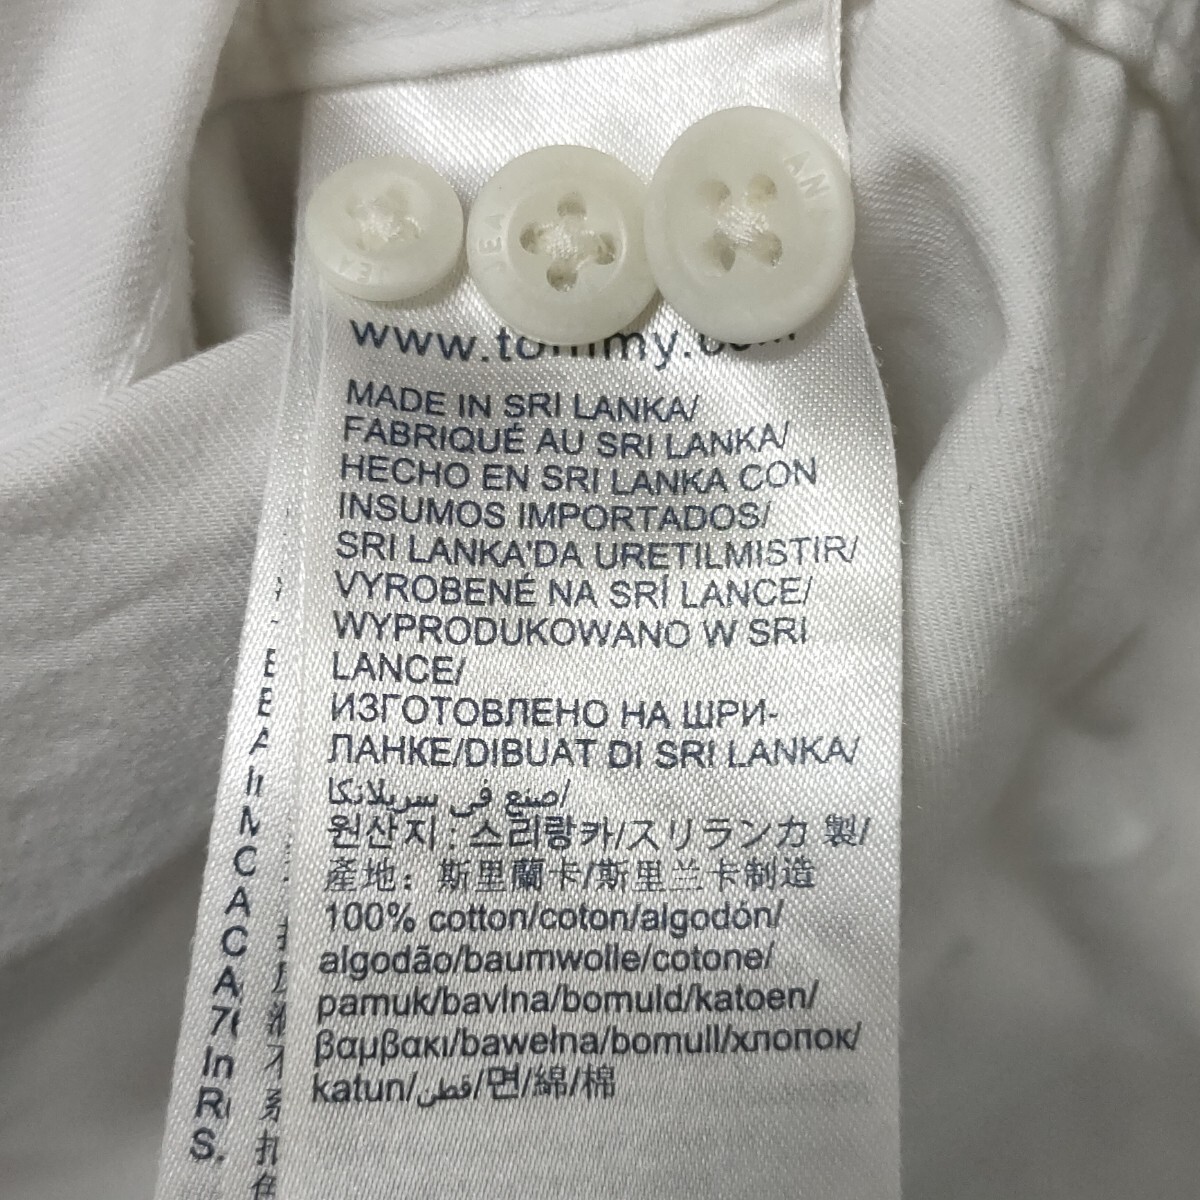 JEA
JEA
AN
www.tommy.com
MADE IN SRI LANKA/
FABRIQUÉ AU SRI LANKA/
HECHO EN SRI LANKA CON
INSUMOS IMPORTADOS/
SRI LANKA'DA URETILMISTIR/
VYROBENÉ NA SRÍ LANCE/
WYPRODUKOWANO W SRI
LANCE/
ИЗГОТОВЛЕНО НА ШРИ-
ЛАНКЕ/DIBUAT DI SRI LANKA/
صنع في سريلانكا/
원산지 : 스리랑카/スリランカ 製/
產地：斯里蘭卡/斯里兰卡制造
100% cotton/coton/algodón/
algodão/baumwolle/cotone/
pamuk/bavlna/bomuld/katoen/
βαμβακι/bawełna/bomull/хлопок/
katun/قطن/면/綿/棉